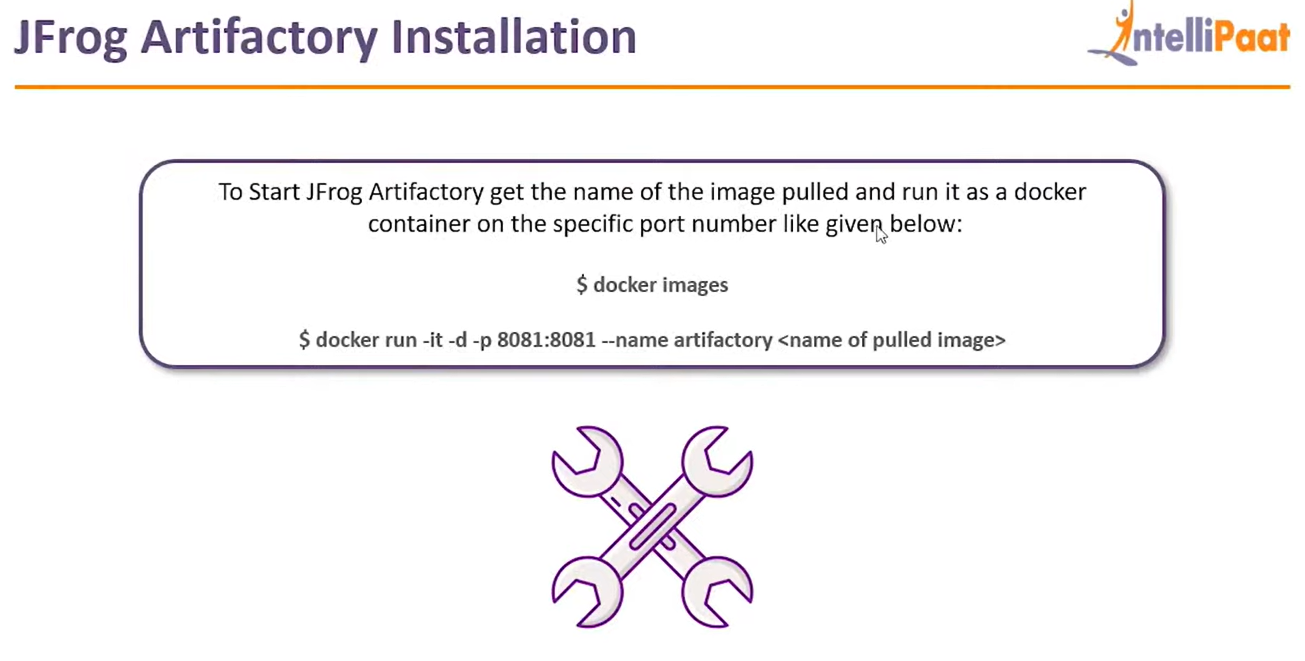 JFrog Artifactory Installation
IntelliPaat
To Start JFrog Artifactory get the name of the image pulled and run it as a docker
container on the specific port number like given below:
$ docker images
$ docker run -it -d -p 8081:8081 --name artifactory <name of pulled image>